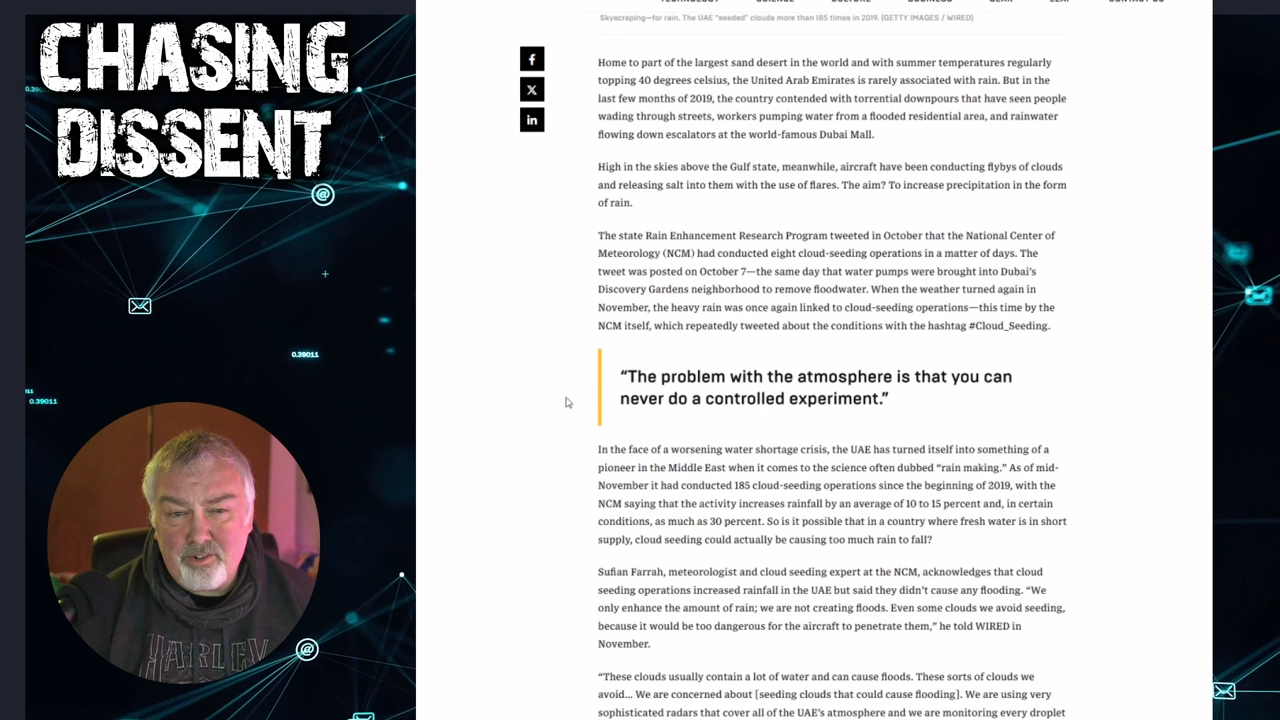 TECHNOLOGY SCIENCE CULTURE BUSINESS GEAR CONTACT US
CHASING
DISSENT
Skyscraping—for rain. The UAE “seeded” clouds more than 185 times in 2019. [GETTY IMAGES / WIRED]
Home to part of the largest sand desert in the world and with summer temperatures regularly
topping 40 degrees celsius, the United Arab Emirates is rarely associated with rain. But in the
last few months of 2019, the country contended with torrential downpours that have seen people
wading through streets, workers pumping water from a flooded residential area, and rainwater
flowing down escalators at the world-famous Dubai Mall.
High in the skies above the Gulf state, meanwhile, aircraft have been conducting flybys of clouds
and releasing salt into them with the use of flares. The aim? To increase precipitation in the form
of rain.
The state Rain Enhancement Research Program tweeted in October that the National Center of
Meteorology (NCM) had conducted eight cloud-seeding operations in a matter of days. The
tweet was posted on October 7—the same day that water pumps were brought into Dubai’s
Discovery Gardens neighborhood to remove floodwater. When the weather turned again in
November, the heavy rain was once again linked to cloud-seeding operations—this time by the
NCM itself, which repeatedly tweeted about the conditions with the hashtag #Cloud_Seeding.
“The problem with the atmosphere is that you can
never do a controlled experiment.”
In the face of a worsening water shortage crisis, the UAE has turned itself into something of a
pioneer in the Middle East when it comes to the science often dubbed “rain making.” As of mid-
November it had conducted 185 cloud-seeding operations since the beginning of 2019, with the
NCM saying that the activity increases rainfall by an average of 10 to 15 percent and, in certain
conditions, as much as 30 percent. So is it possible that in a country where fresh water is in short
supply, cloud seeding could actually be causing too much rain to fall?
Sufian Farrah, meteorologist and cloud seeding expert at the NCM, acknowledges that cloud
seeding operations increased rainfall in the UAE but said they didn’t cause any flooding. “We
only enhance the amount of rain; we are not creating floods. Even some clouds we avoid seeding,
because it would be too dangerous for the aircraft to penetrate them,” he told WIRED in
November.
“These clouds usually contain a lot of water and can cause floods. These sorts of clouds we
avoid… We are concerned about [seeding clouds that could cause flooding]. We are using very
sophisticated radars that cover all of the UAE’s atmosphere and we are monitoring every droplet
0.39011
0.39011
HARLEY